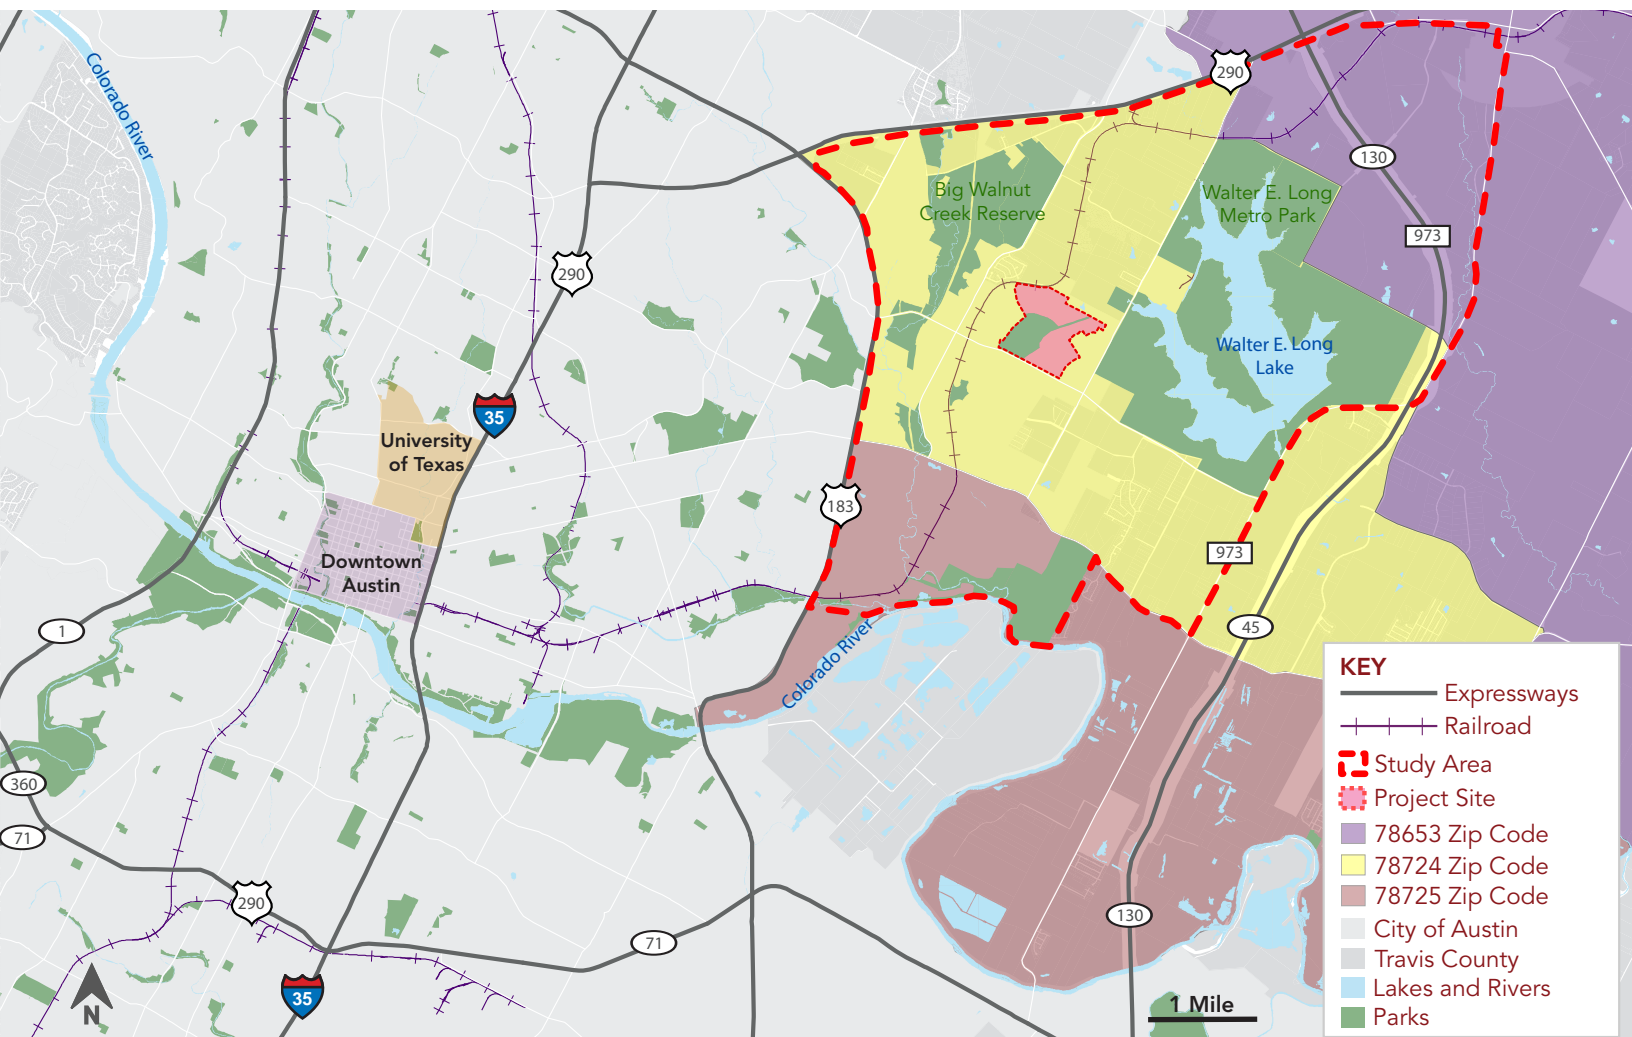 Colorado River
290
130
Big Walnut
Creek Reserve
Walter E. Long
Metro Park
973
290
Walter E. Long
Lake
35
University
of Texas
183
973
Downtown
Austin
1
45
Colorado River
360
71
290
71
130
35
N
1 Mile
KEY
Expressways
Railroad
Study Area
Project Site
78653 Zip Code
78724 Zip Code
78725 Zip Code
City of Austin
Travis County
Lakes and Rivers
Parks